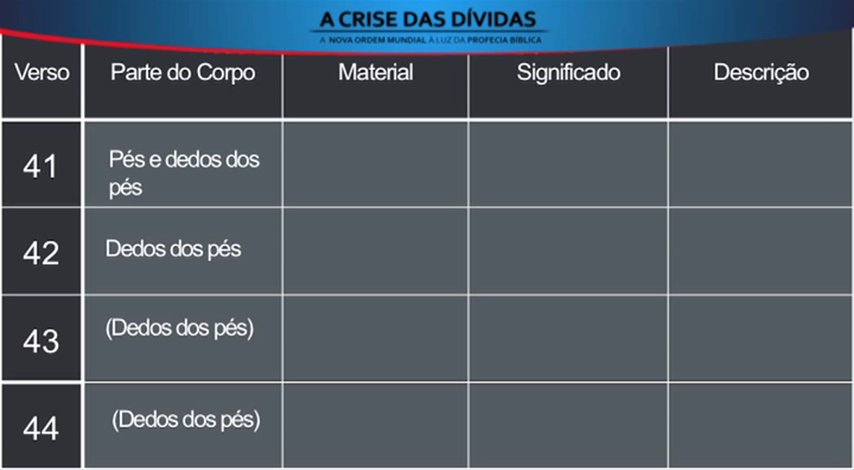 A CRISE DAS DÍVIDAS
A NOVA ORDEM MUNDIAL À LUZ DA PROFECIA BÍBLICA
Verso Parte do Corpo Material Significado Descrição
41 Pés e dedos dos
pés
42 Dedos dos pés
43 (Dedos dos pés)
44 (Dedos dos pés)